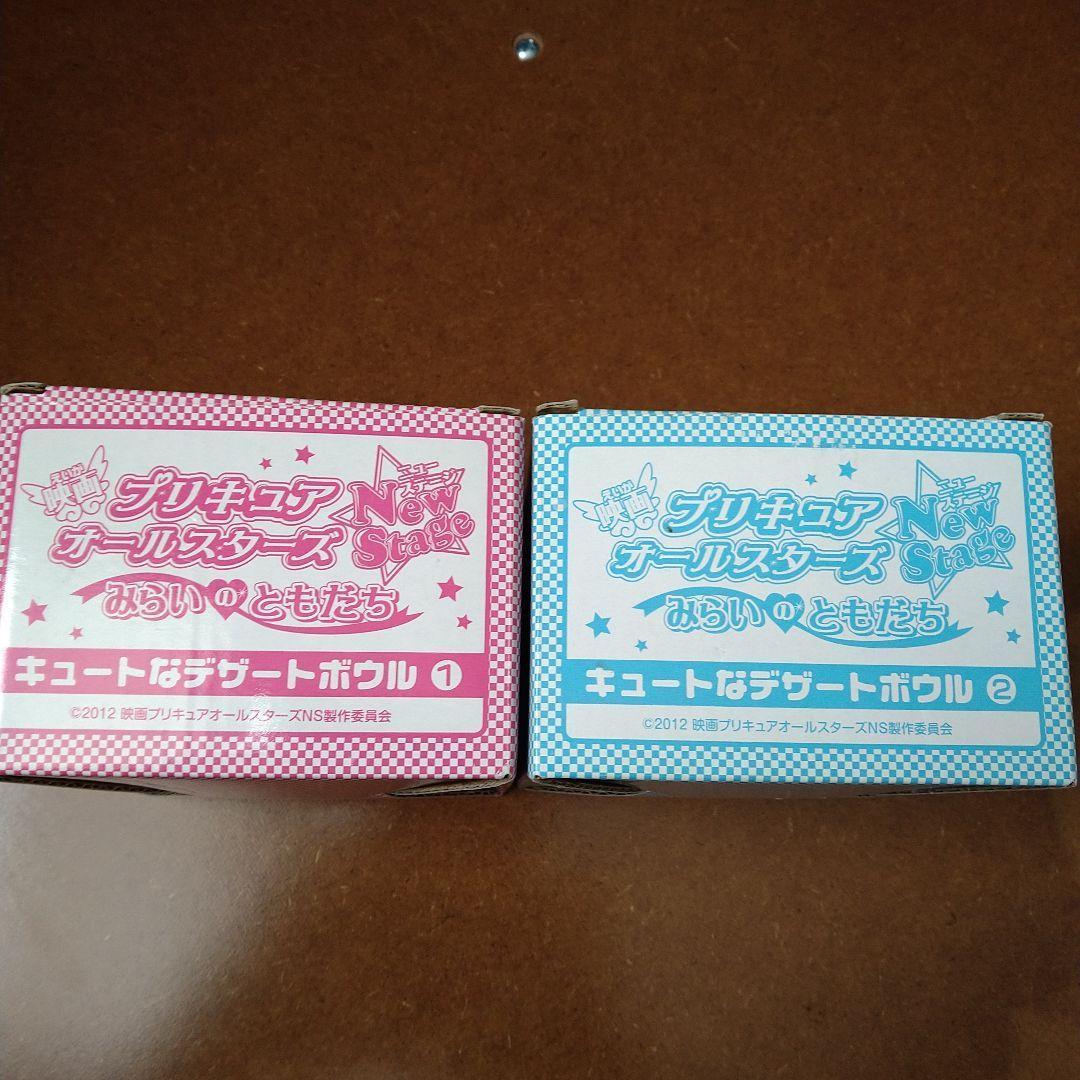 えいが
映画
プリキュア
オールスターズ
ニュー
ステージ
New
Stage
みらいのともだち
キュートなデザートボウル 1
©2012 映画プリキュアオールスターズNS製作委員会
えいが
映画
プリキュア
オールスターズ
ニュー
ステージ
New
Stage
みらいのともだち
キュートなデザートボウル 2
©2012 映画プリキュアオールスターズNS製作委員会